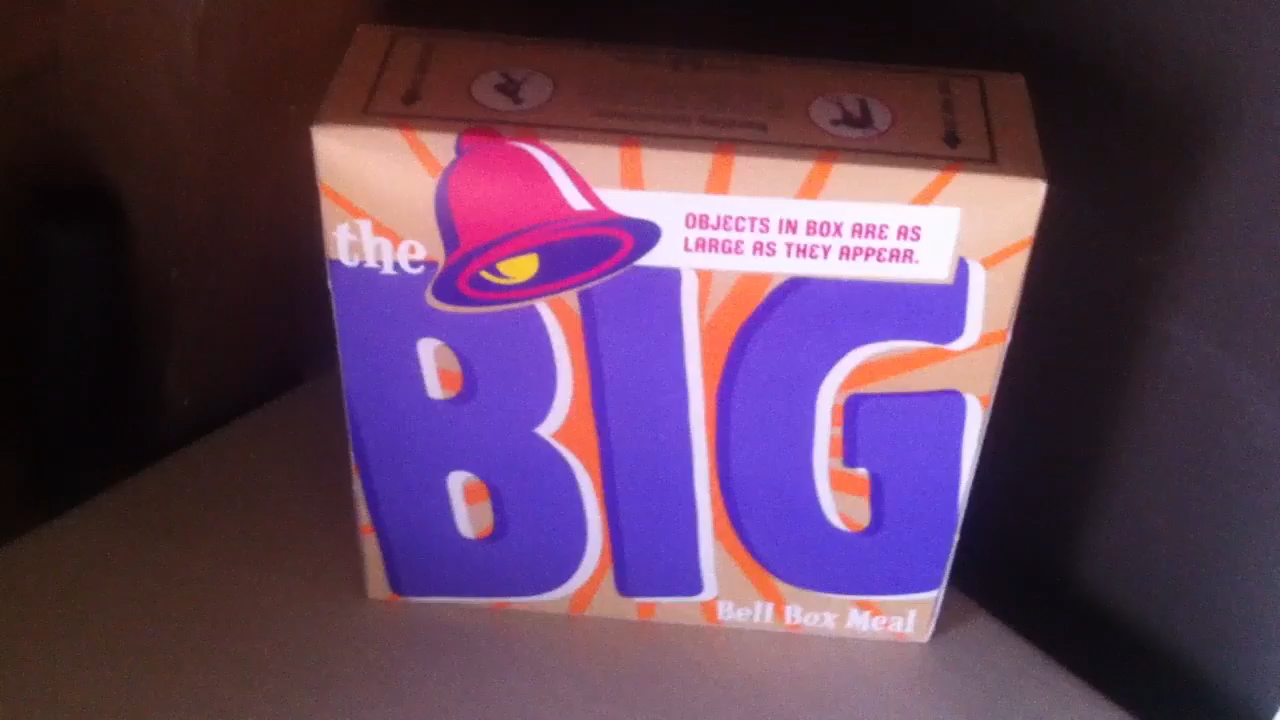 the
OBJECTS IN BOX ARE AS
LARGE AS THEY APPEAR.
BIG
Bell Box Meal